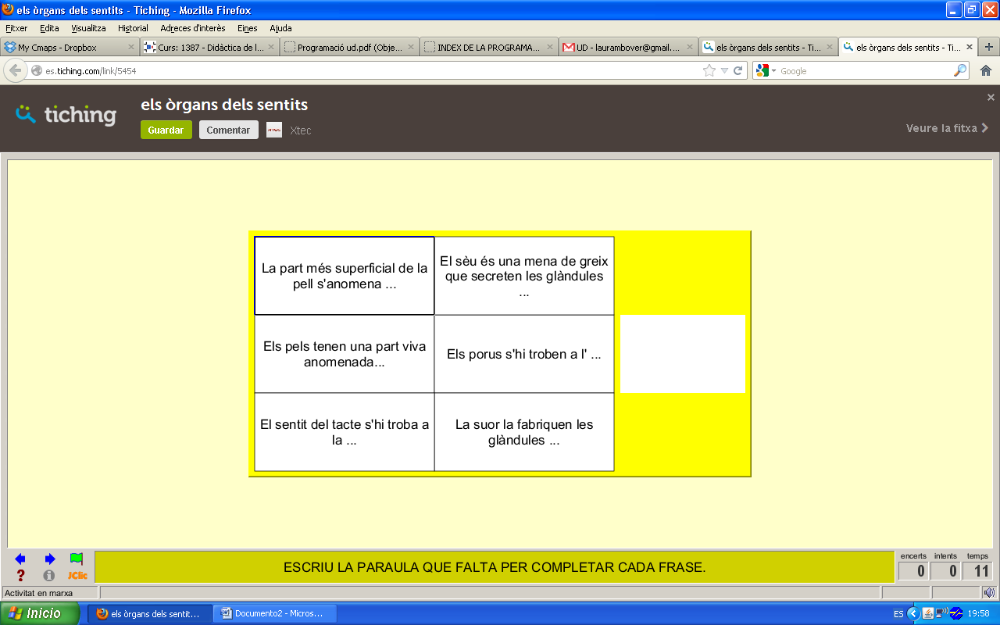 els òrgans dels sentits - Tiching - Mozilla Firefox
Fitxer Edita Visualitza Historial Adreces d'interès Eines Ajuda
My Cmaps - Dropbox
Curs: 1387 - Didàctica de l...
Programació ud.pdf (Obje...
INDEX DE LA PROGRAMA...
UD - laurambover@gmail....
els òrgans dels sentits - Ti...
els òrgans dels sentits - Ti...
es.tiching.com/link/5454
Google
tiching
els òrgans dels sentits
Guardar Comentar Xtec
Veure la fitxa
La part més superficial de la
pell s'anomena ...
El sèu és una mena de greix
que secreten les glàndules
...
Els pels tenen una part viva
anomenada...
Els porus s'hi troben a l' ...
El sentit del tacte s'hi troba a
la ...
La suor la fabriquen les
glàndules ...
ESCRIU LA PARAULA QUE FALTA PER COMPLETAR CADA FRASE.
encerts intents temps
0 0 11
JClic
Activitat en marxa
Inicio
els òrgans dels sentit...
Documento2 - Micros...
ES
19:58